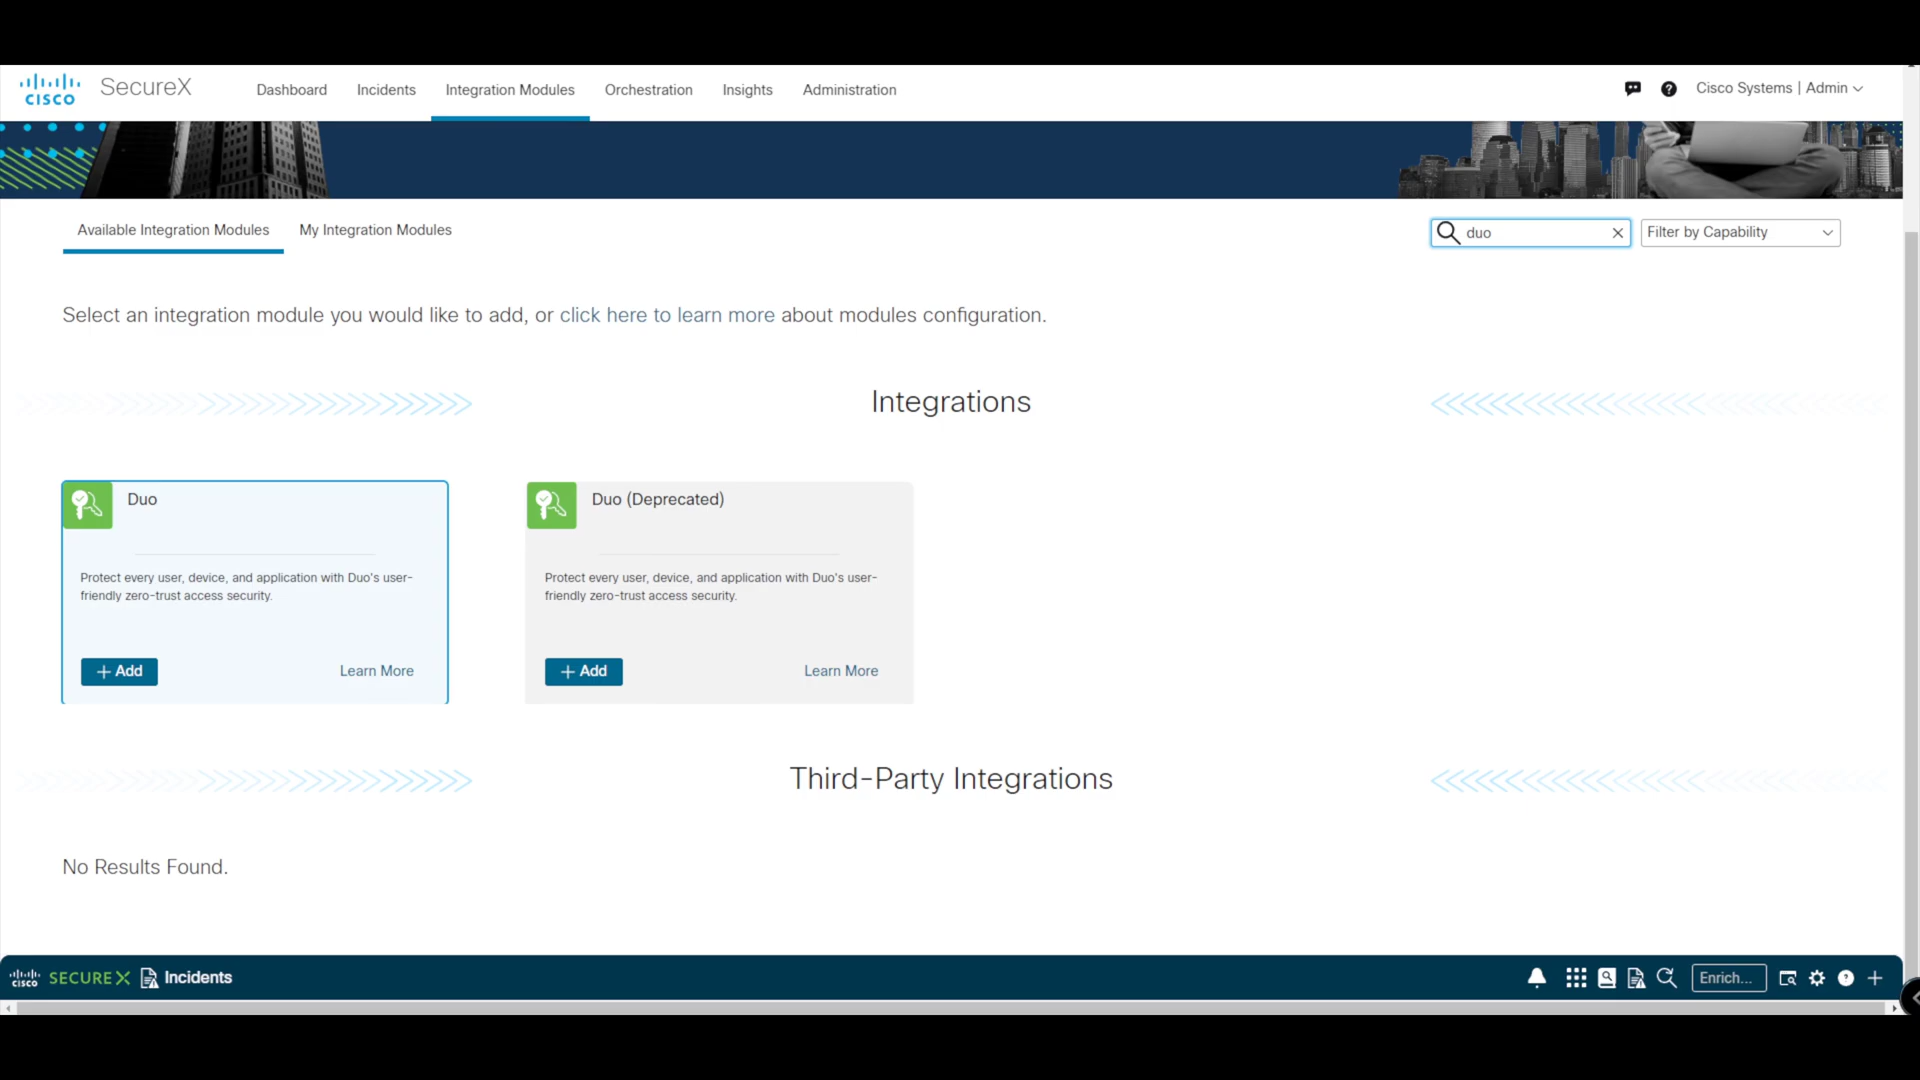 CISCO SecureX Dashboard Incidents Integration Modules Orchestration Insights Administration ? Cisco Systems | Admin
Available Integration Modules My Integration Modules duo Filter by Capability
Select an integration module you would like to add, or click here to learn more about modules configuration.
Integrations
Duo
Protect every user, device, and application with Duo's user-
friendly zero-trust access security.
+ Add Learn More
Duo (Deprecated)
Protect every user, device, and application with Duo's user-
friendly zero-trust access security.
+ Add Learn More
Third-Party Integrations
No Results Found.
CISCO SECUREX Incidents Enrich... ? +